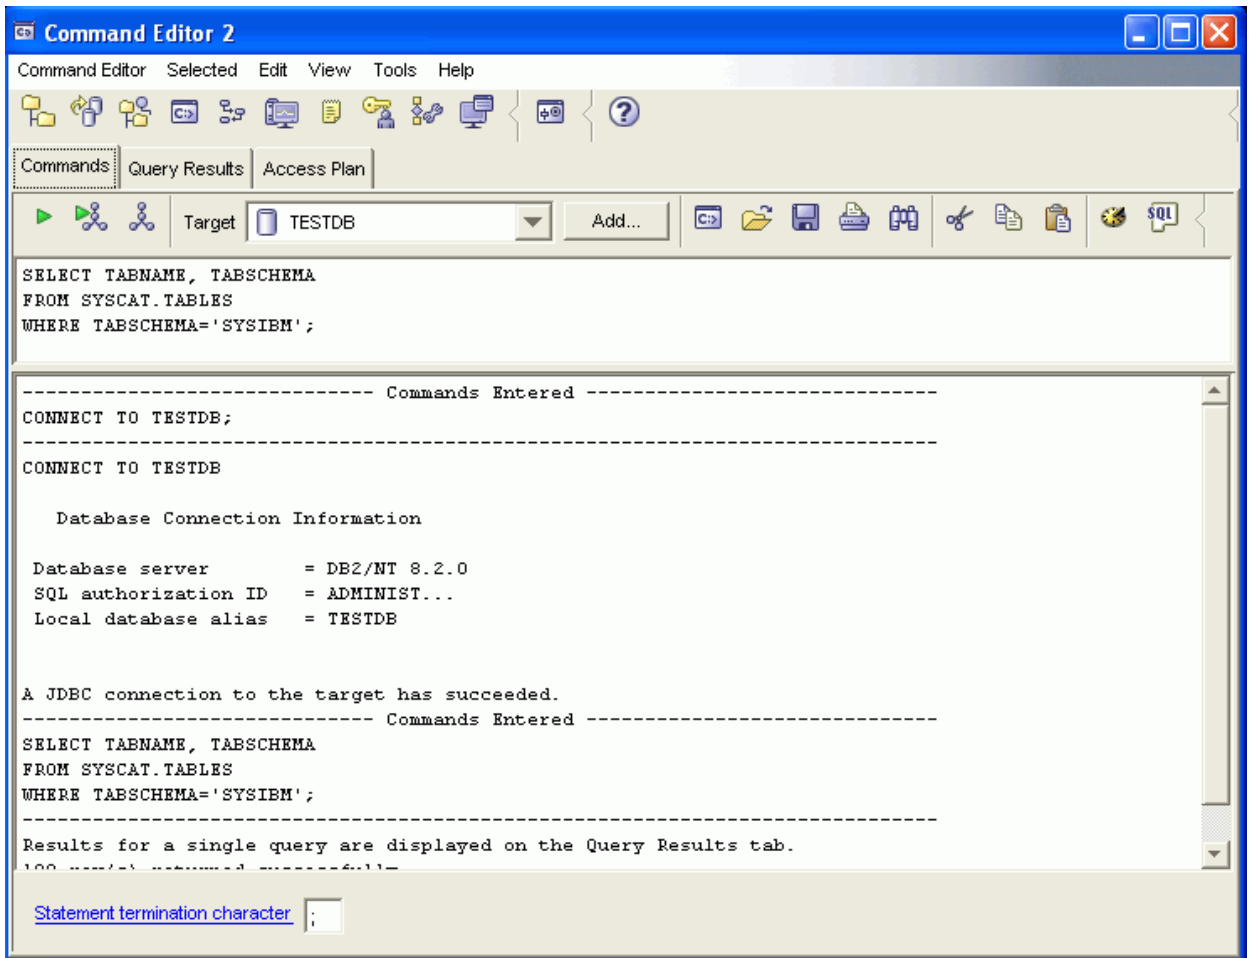 Command Editor 2
Command Editor Selected Edit View Tools Help
Commands Query Results Access Plan
Target TESTDB Add... SQL
SELECT TABNAME, TABSCHEMA
FROM SYSCAT.TABLES
WHERE TABSCHEMA='SYSIBM';
------------------------------ Commands Entered ------------------------------
CONNECT TO TESTDB;
------------------------------------------------------------------------------
CONNECT TO TESTDB
Database Connection Information
Database server = DB2/NT 8.2.0
SQL authorization ID = ADMINIST...
Local database alias = TESTDB
A JDBC connection to the target has succeeded.
------------------------------ Commands Entered ------------------------------
SELECT TABNAME, TABSCHEMA
FROM SYSCAT.TABLES
WHERE TABSCHEMA='SYSIBM';
------------------------------------------------------------------------------
Results for a single query are displayed on the Query Results tab.
row(s) returned successfully
Statement termination character ;